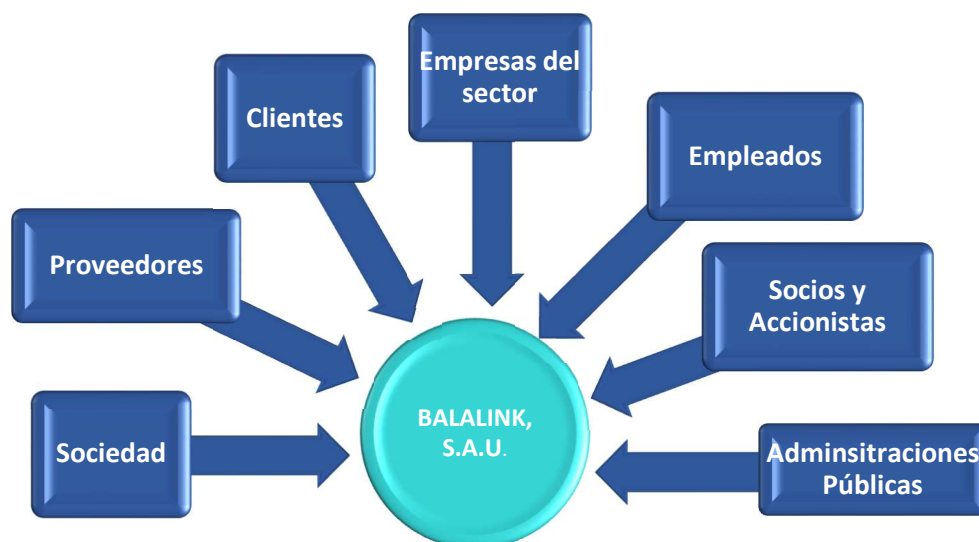 Empresas del
sector
Clientes
Empleados
Proveedores
Socios y
Accionistas
BALALINK,
S.A.U.
Sociedad
Adminsitraciones
Públicas